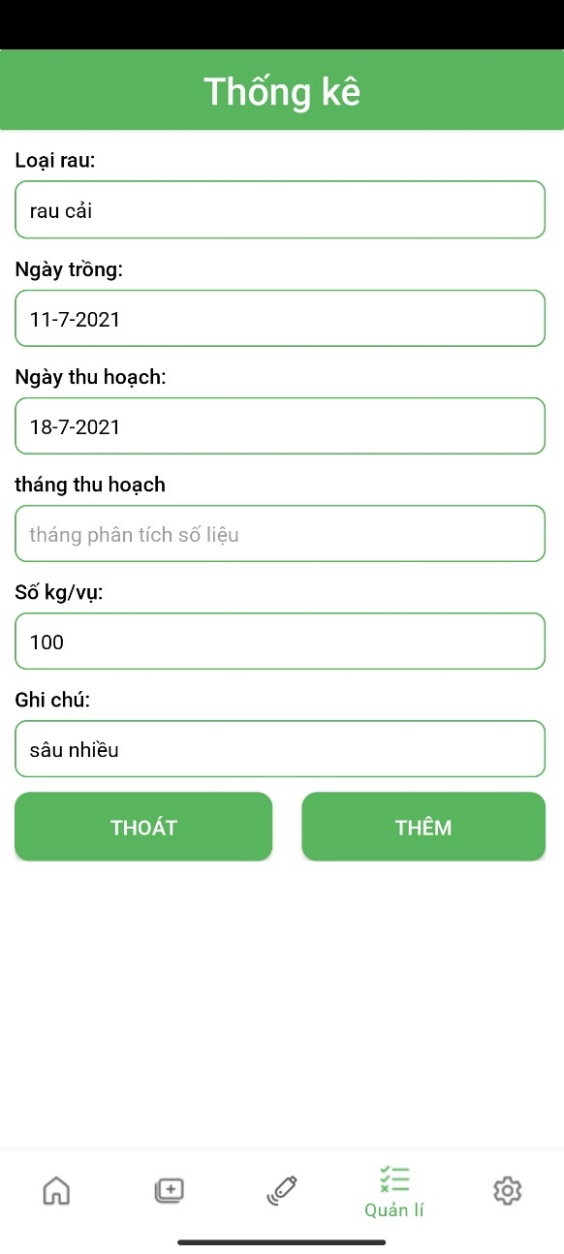 Thống kê
Loại rau:
rau cải
Ngày trồng:
11-7-2021
Ngày thu hoạch:
18-7-2021
tháng thu hoạch
tháng phân tích số liệu
Số kg/vụ:
100
Ghi chú:
sâu nhiều
THOÁT THÊM
Quản lí